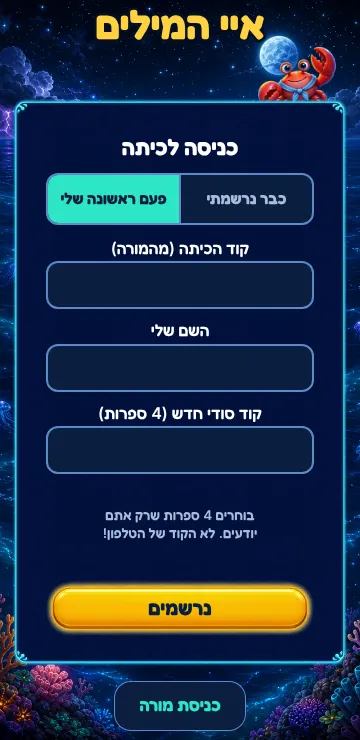 איי המילים
כניסה לכיתה
כבר נרשמתי
פעם ראשונה שלי
קוד הכיתה (מהמורה)
השם שלי
קוד סודי חדש (4 ספרות)
בוחרים 4 ספרות שרק אתם
יודעים. לא הקוד של הטלפון!
נרשמים
כניסת מורה